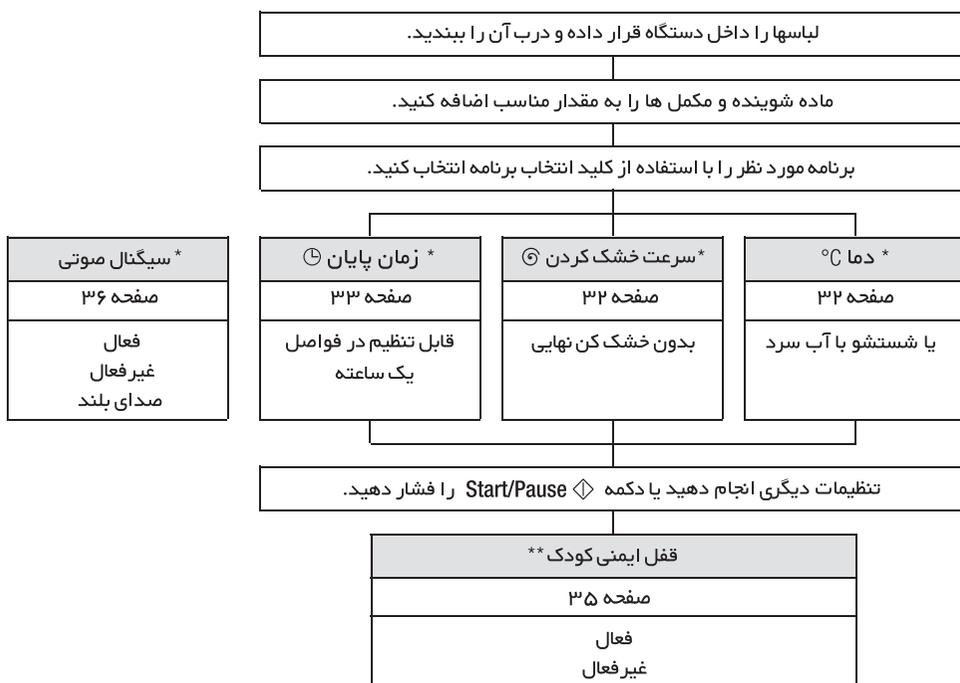 لباسها را داخل دستگاه قرار داده و درب آن را ببندید.
ماده شوینده و مکمل ها را به مقدار مناسب اضافه کنید.
برنامه مورد نظر را با استفاده از کلید انتخاب برنامه انتخاب کنید.
* دما °C
صفحه ۳۲
یا شستشو با آب سرد
*سرعت خشک کردن
صفحه ۳۲
بدون خشک کن نهایی
* زمان پایان
صفحه ۳۳
قابل تنظیم در فواصل
یک ساعته
*سیگنال صوتی
صفحه ۳۶
فعال
غیرفعال
صدای بلند
تنظیمات دیگری انجام دهید یا دکمه Start/Pause را فشار دهید.
قفل ایمنی کودک**
صفحه ۳۵
فعال
غیرفعال